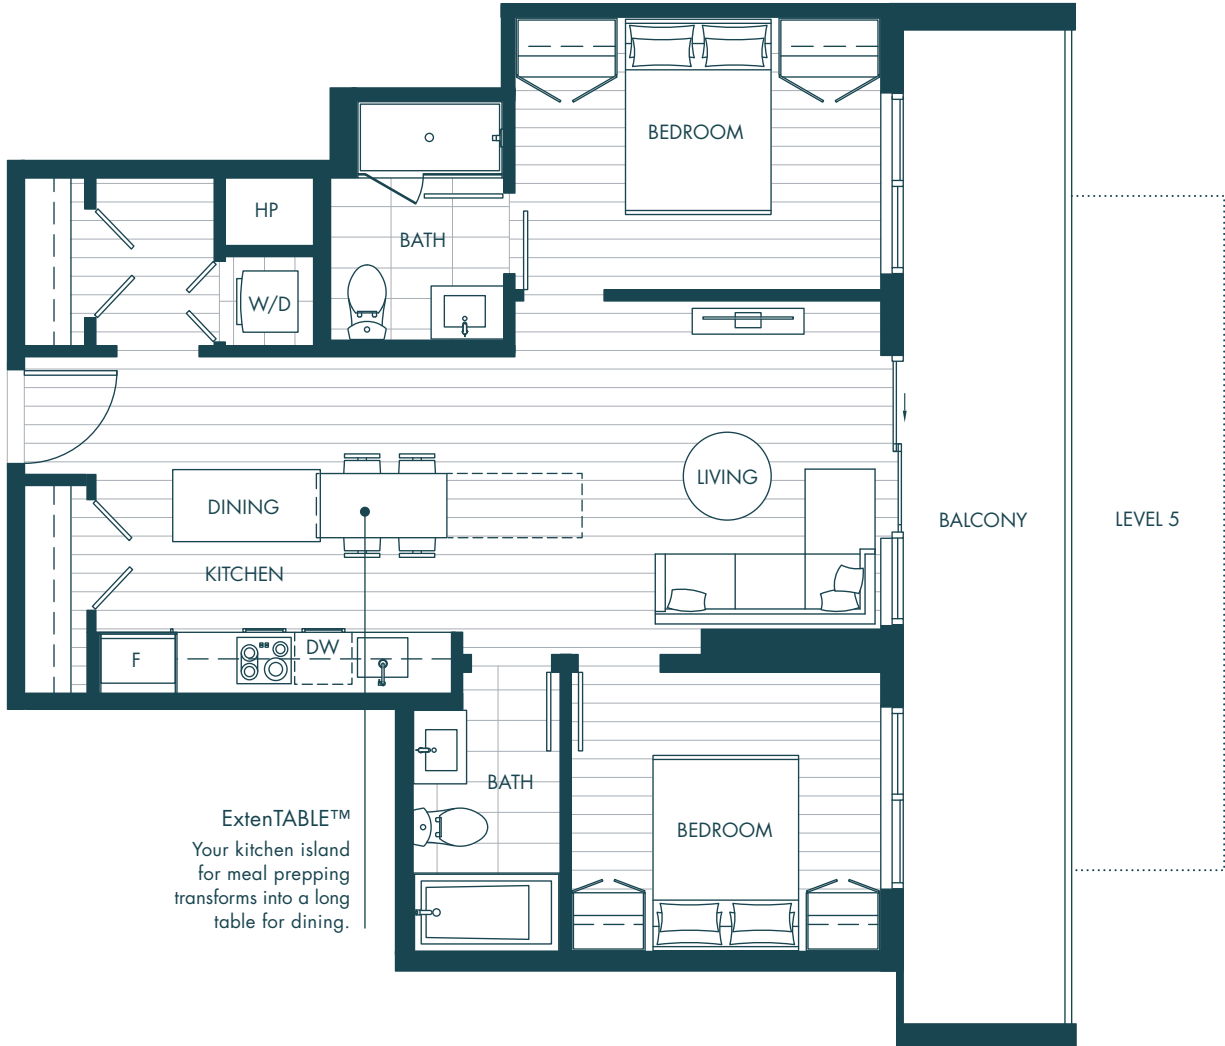 BEDROOM
HP
BATH
W/D
LIVING
DINING
BALCONY
LEVEL 5
KITCHEN
F
DW
BATH
ExtenTABLE™
Your kitchen island
for meal prepping
transforms into a long
table for dining.
BEDROOM